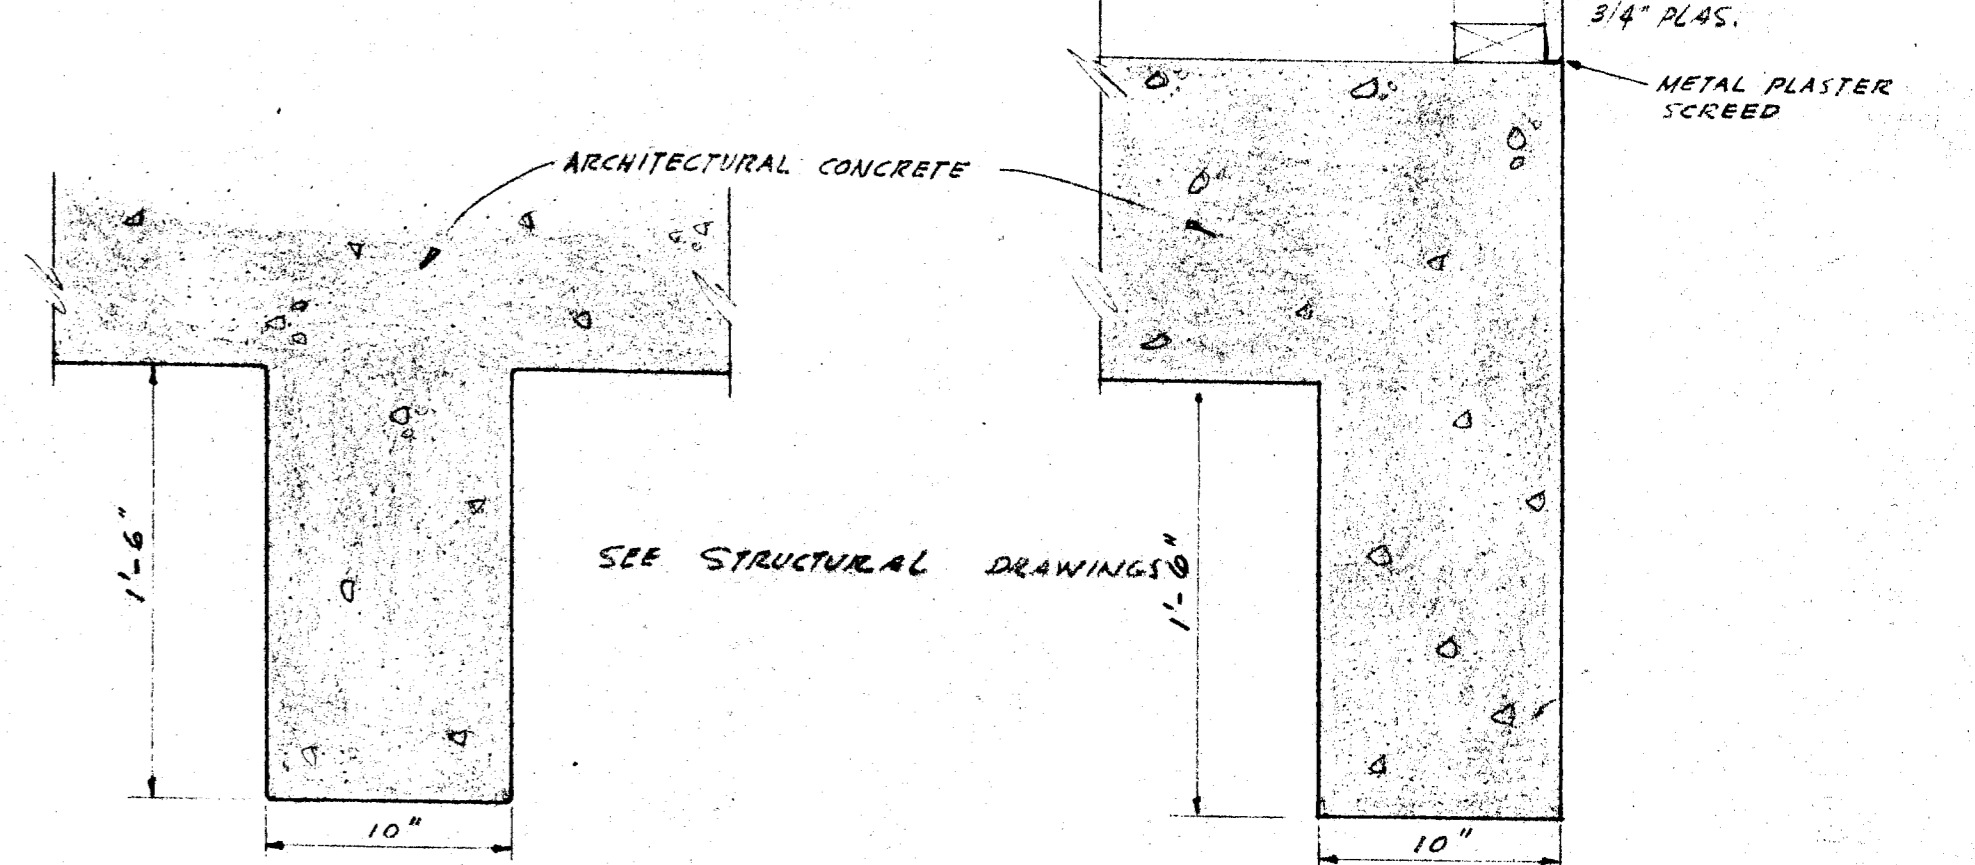 3/4" PLAS.
METAL PLASTER
SCREED
ARCHITECTURAL CONCRETE
1'-6"
SEE STRUCTURAL DRAWINGS
1'-6"
10"
10"